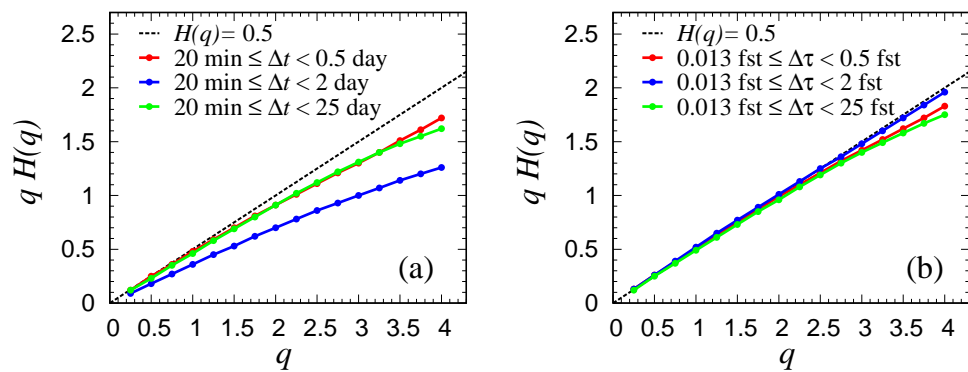 2.5
2
1.5
1
0.5
0
q H(q)
H(q)= 0.5
20 min ≤ Δt < 0.5 day
20 min ≤ Δt < 2 day
20 min ≤ Δt < 25 day
(a)
0 0.5 1 1.5 2 2.5 3 3.5 4
q
2.5
2
1.5
1
0.5
0
q H(q)
H(q)= 0.5
0.013 fst ≤ Δτ < 0.5 fst
0.013 fst ≤ Δτ < 2 fst
0.013 fst ≤ Δτ < 25 fst
(b)
0 0.5 1 1.5 2 2.5 3 3.5 4
q